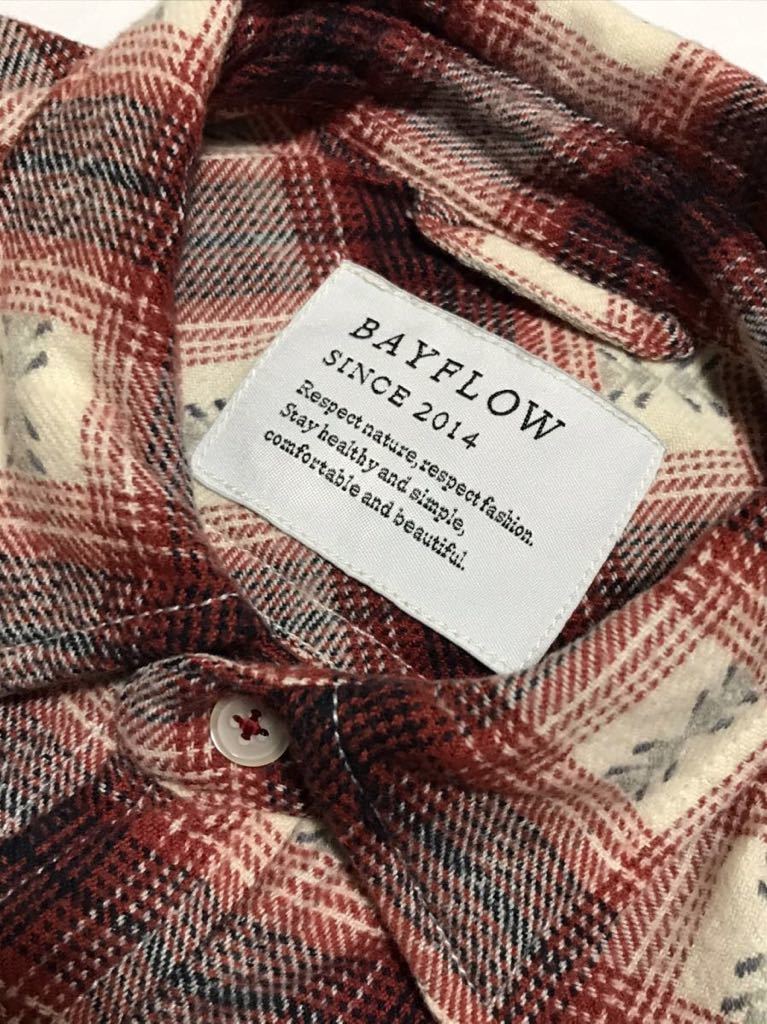 BAYFLOW
SINCE 2014
Respect nature, respect fashion.
Stay healthy and simple,
comfortable and beautiful.